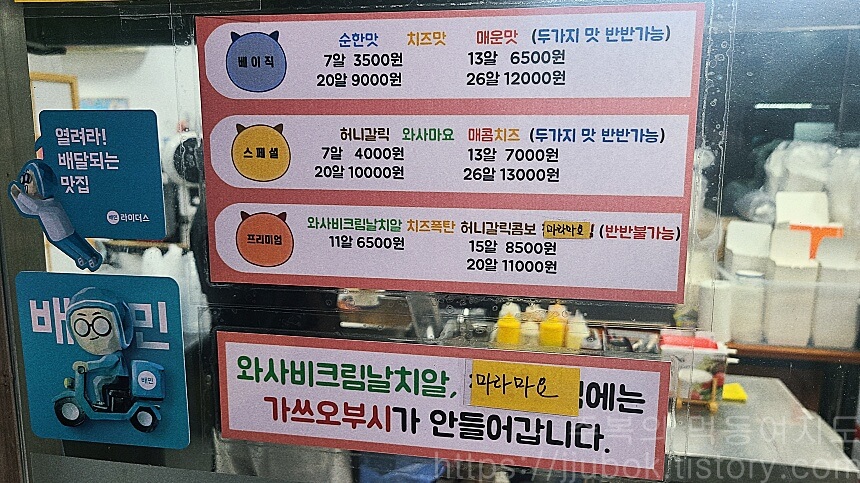 베이직
순한맛 치즈맛 매운맛 (두가지 맛 반반가능)
7알 3500원 13알 6500원
20알 9000원 26알 12000원
스페셜
허니갈릭 와사마요 매콤치즈 (두가지 맛 반반가능)
7알 4000원 13알 7000원
20알 10000원 26알 13000원
프리미엄
와사비크림날치알 치즈폭탄 허니갈릭콤보 마라마요 (반반불가능)
11알 6500원 15알 8500원
20알 11000원
열려라!
배달되는
맛집
배민 라이더스
배 민
배민
와사비크림날치알, 마라마요 에는
가쓰오부시가 안들어갑니다.
https://jjubok.tistory.com